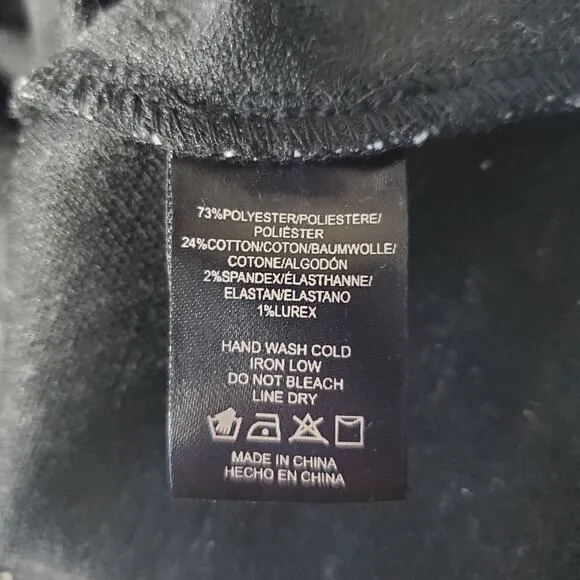 73%POLYESTER/POLIESTERE/
POLIÉSTER
24%COTTON/COTON/BAUMWOLLE/
COTONE/ALGODÓN
2%SPANDEX/ÉLASTHANNE/
ELASTAN/ELASTANO
1%LUREX
HAND WASH COLD
IRON LOW
DO NOT BLEACH
LINE DRY
MADE IN CHINA
HECHO EN CHINA